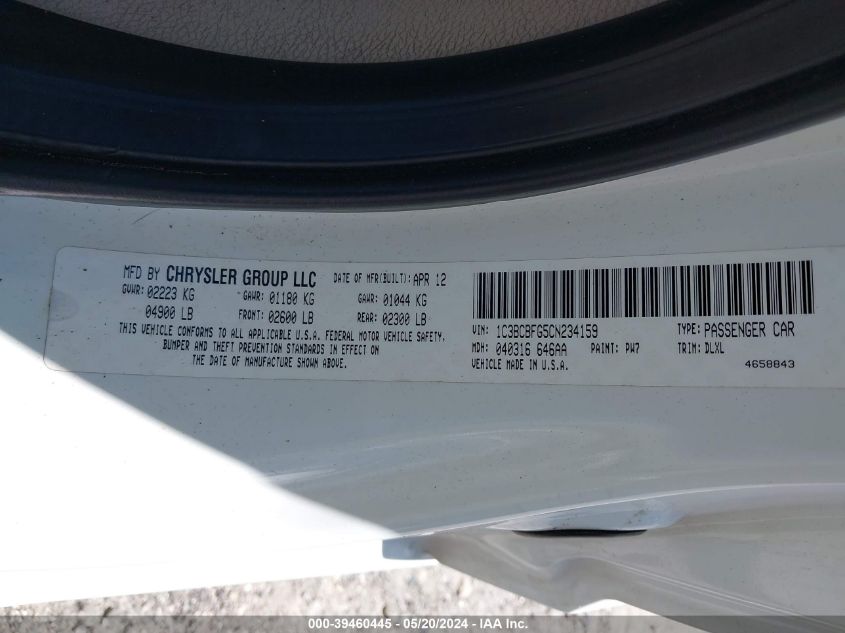 MFD BY CHRYSLER GROUP LLC DATE OF MFR(BUILT): APR 12
GVWR: 02223 KG GAWR: 01180 KG GAWR: 01044 KG
04900 LB FRONT: 02600 LB REAR: 02300 LB
THIS VEHICLE CONFORMS TO ALL APPLICABLE U.S.A. FEDERAL MOTOR VEHICLE SAFETY,
BUMPER AND THEFT PREVENTION STANDARDS IN EFFECT ON
THE DATE OF MANUFACTURE SHOWN ABOVE.
VIN: 1C3BCBFG5CN234159 TYPE: PASSENGER CAR
MDH: 040316 646AA PAINT: PW7 TRIM: DLXL
VEHICLE MADE IN U.S.A. 4658843
000-39460445 - 05/20/2024 - IAA Inc.